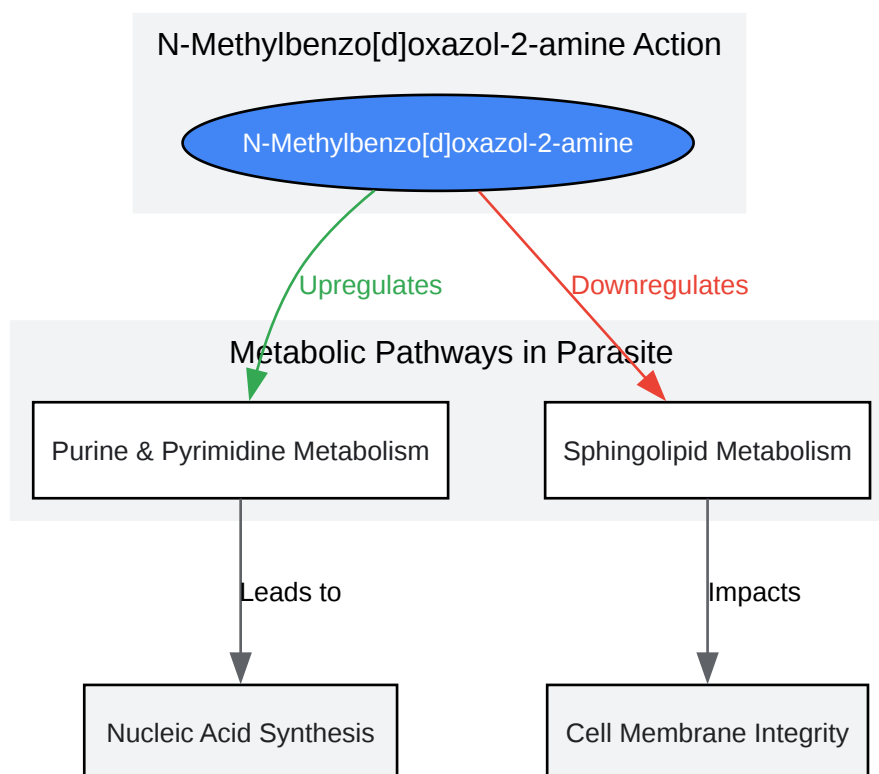 N-Methylbenzo[d]oxazol-2-amine Action
N-Methylbenzo[d]oxazol-2-amine
Upregulates
Downregulates
Metabolic Pathways in Parasite
Purine & Pyrimidine Metabolism
Sphingolipid Metabolism
Leads to
Impacts
Nucleic Acid Synthesis
Cell Membrane Integrity